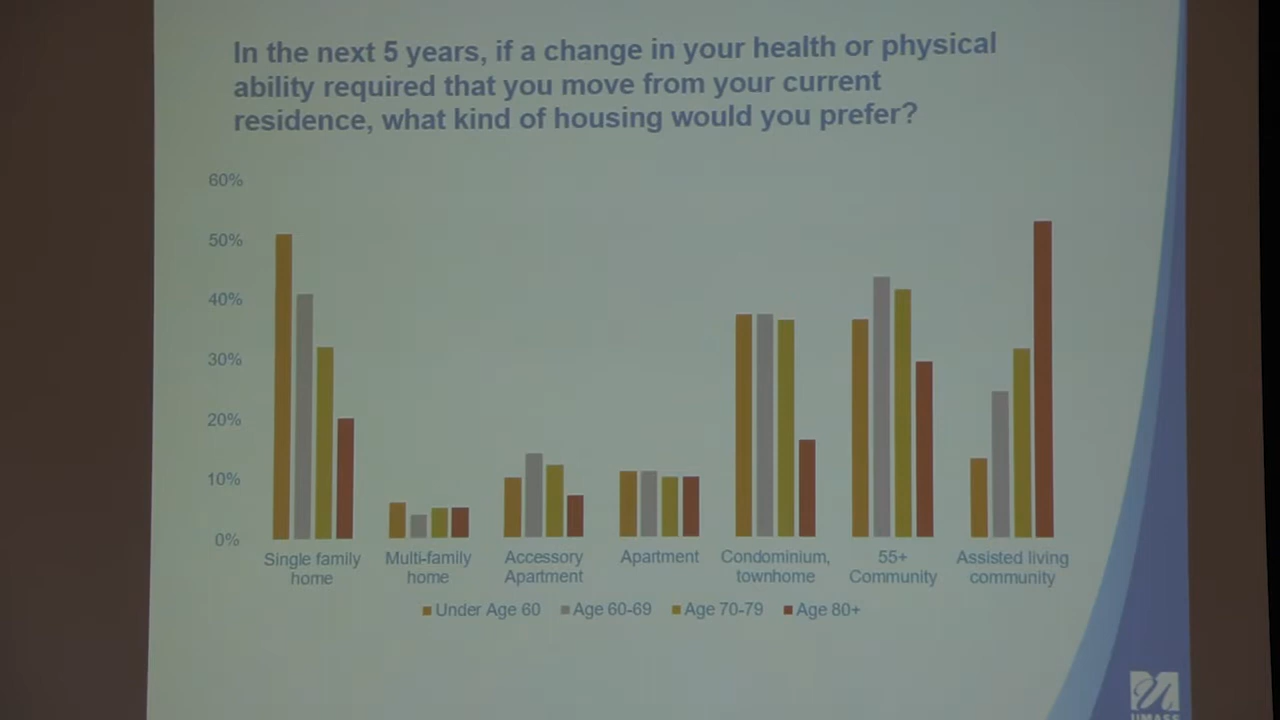 In the next 5 years, if a change in your health or physical
ability required that you move from your current
residence, what kind of housing would you prefer?
60%
50%
40%
30%
20%
10%
0%
Single family
home
Multi-family
home
Accessory
Apartment
Apartment
Condominium,
townhome
55+
Community
Assisted living
community
Under Age 60
Age 60-69
Age 70-79
Age 80+
UMASS